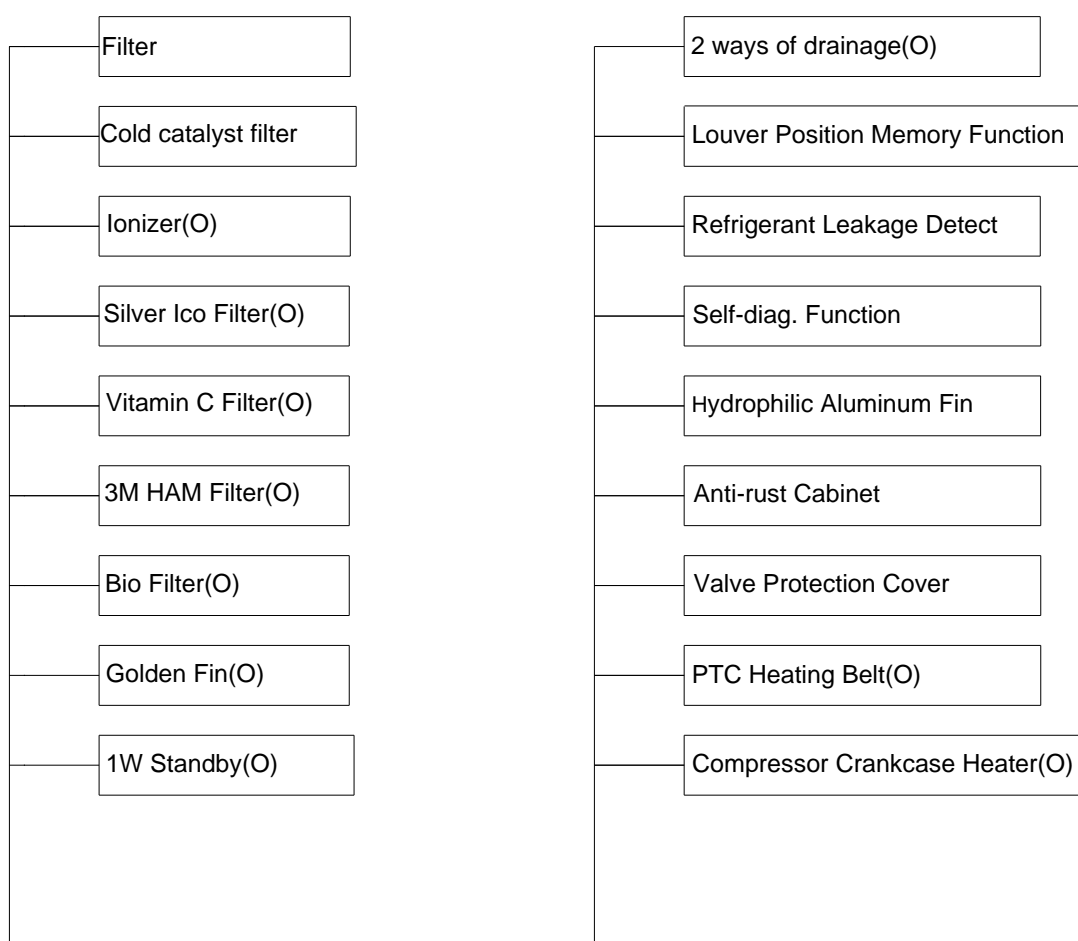 Filter
Cold catalyst filter
Ionizer(O)
Silver Ico Filter(O)
Vitamin C Filter(O)
3M HAM Filter(O)
Bio Filter(O)
Golden Fin(O)
1W Standby(O)
2 ways of drainage(O)
Louver Position Memory Function
Refrigerant Leakage Detect
Self-diag. Function
Hydrophilic Aluminum Fin
Anti-rust Cabinet
Valve Protection Cover
PTC Heating Belt(O)
Compressor Crankcase Heater(O)